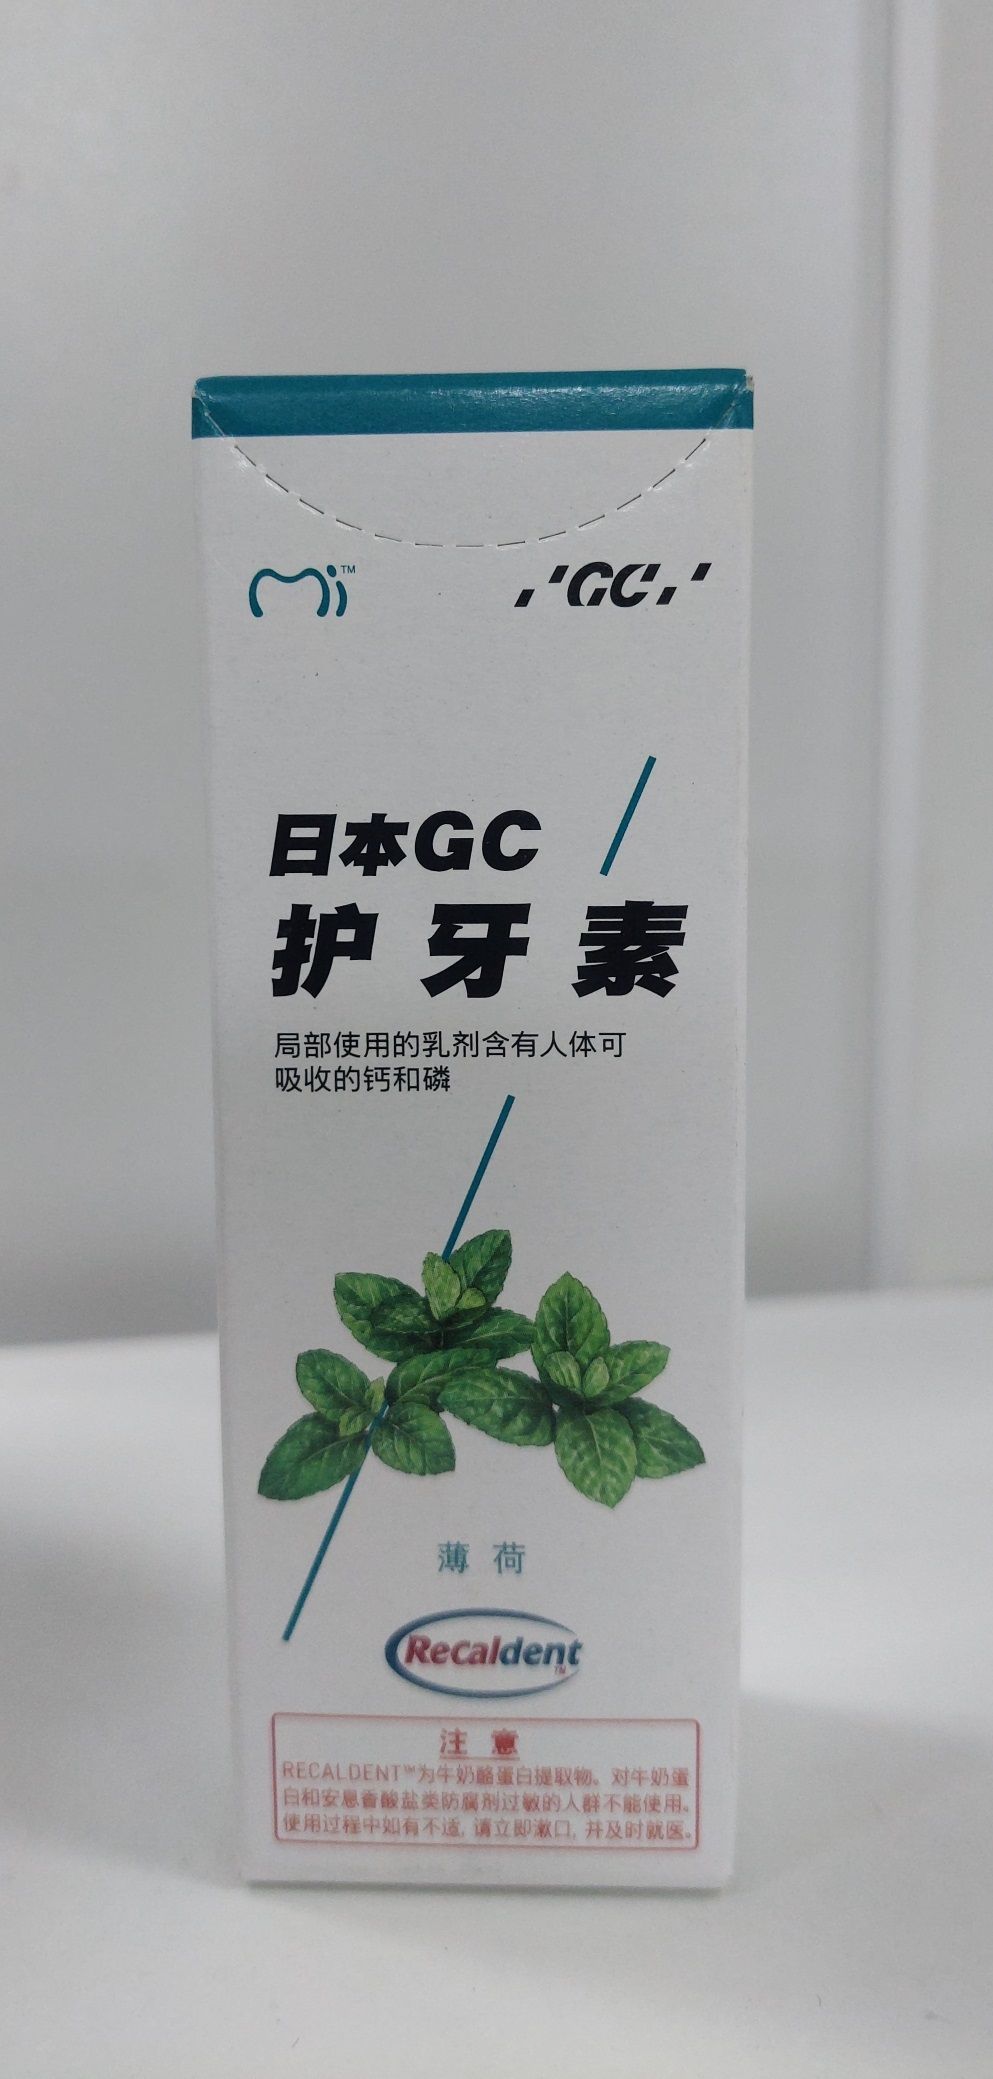 Mi™
GC
日本GC
护牙素
局部使用的乳剂含有人体可
吸收的钙和磷
薄荷
Recaldent™
注意
RECALDENT™为牛奶酪蛋白提取物。对牛奶蛋
白和安息香酸盐类防腐剂过敏的人群不能使用。
使用过程中如有不适, 请立即漱口, 并及时就医。